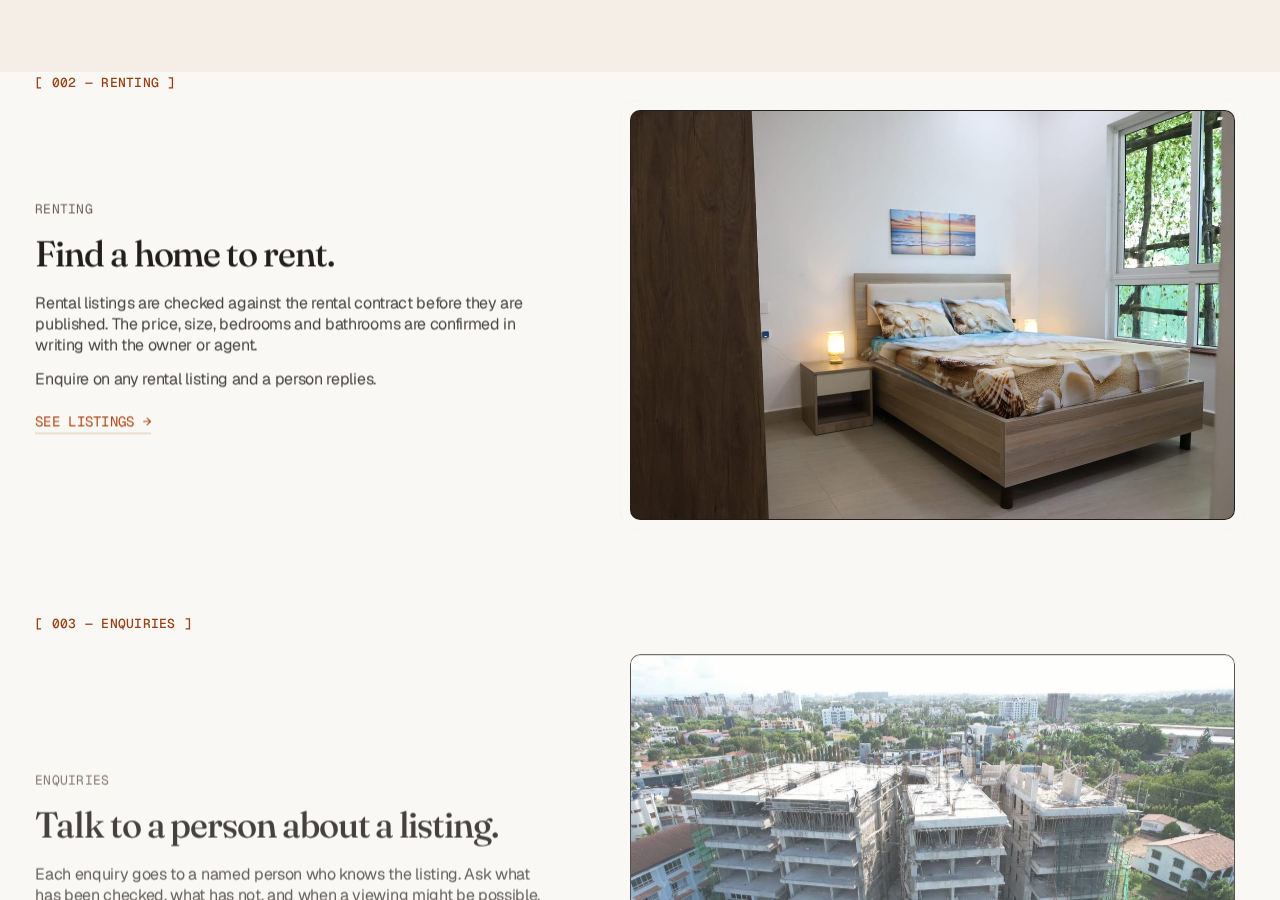 [ 002 — RENTING ]
RENTING
Find a home to rent.
Rental listings are checked against the rental contract before they are
published. The price, size, bedrooms and bathrooms are confirmed in
writing with the owner or agent.
Enquire on any rental listing and a person replies.
SEE LISTINGS →
[ 003 — ENQUIRIES ]
ENQUIRIES
Talk to a person about a listing.
Each enquiry goes to a named person who knows the listing. Ask what
has been checked, what has not, and when a viewing might be possible.